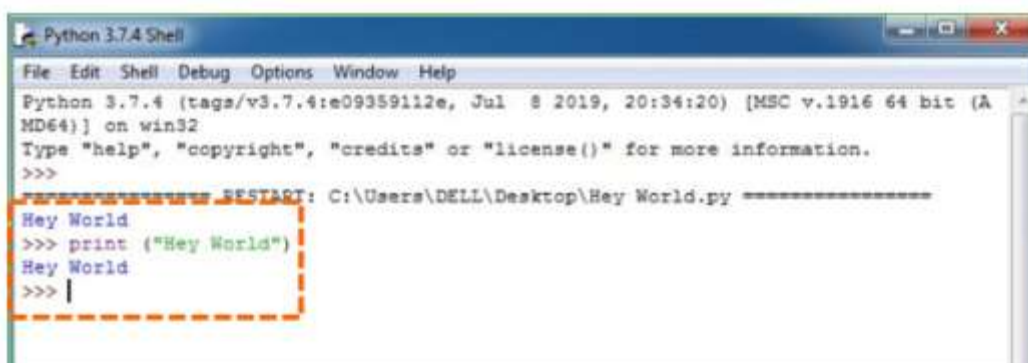 Python 3.7.4 Shell
File Edit Shell Debug Options Window Help
Python 3.7.4 (tags/v3.7.4:e09359112e, Jul  8 2019, 20:34:20) [MSC v.1916 64 bit (A
MD64)] on win32
Type "help", "copyright", "credits" or "license()" for more information.
>>>
================ RESTART: C:\Users\DELL\Desktop\Hey World.py ================
Hey World
>>> print ("Hey World")
Hey World
>>>